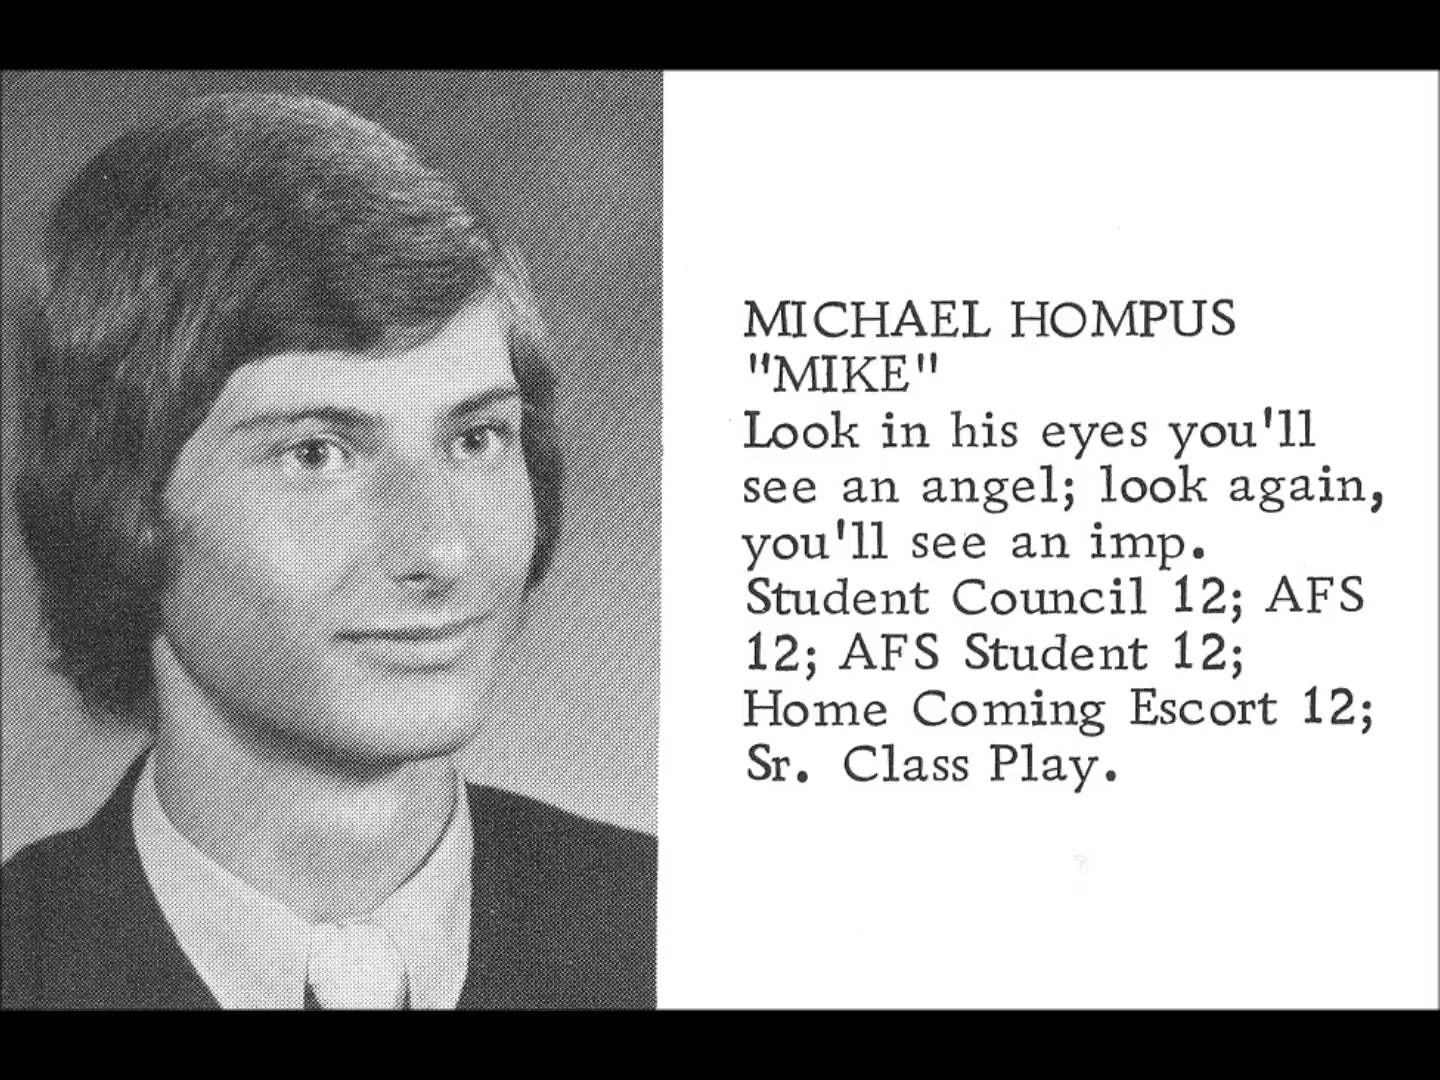 MICHAEL HOMPUS
"MIKE"
Look in his eyes you'll
see an angel; look again,
you'll see an imp.
Student Council 12; AFS
12; AFS Student 12;
Home Coming Escort 12;
Sr. Class Play.